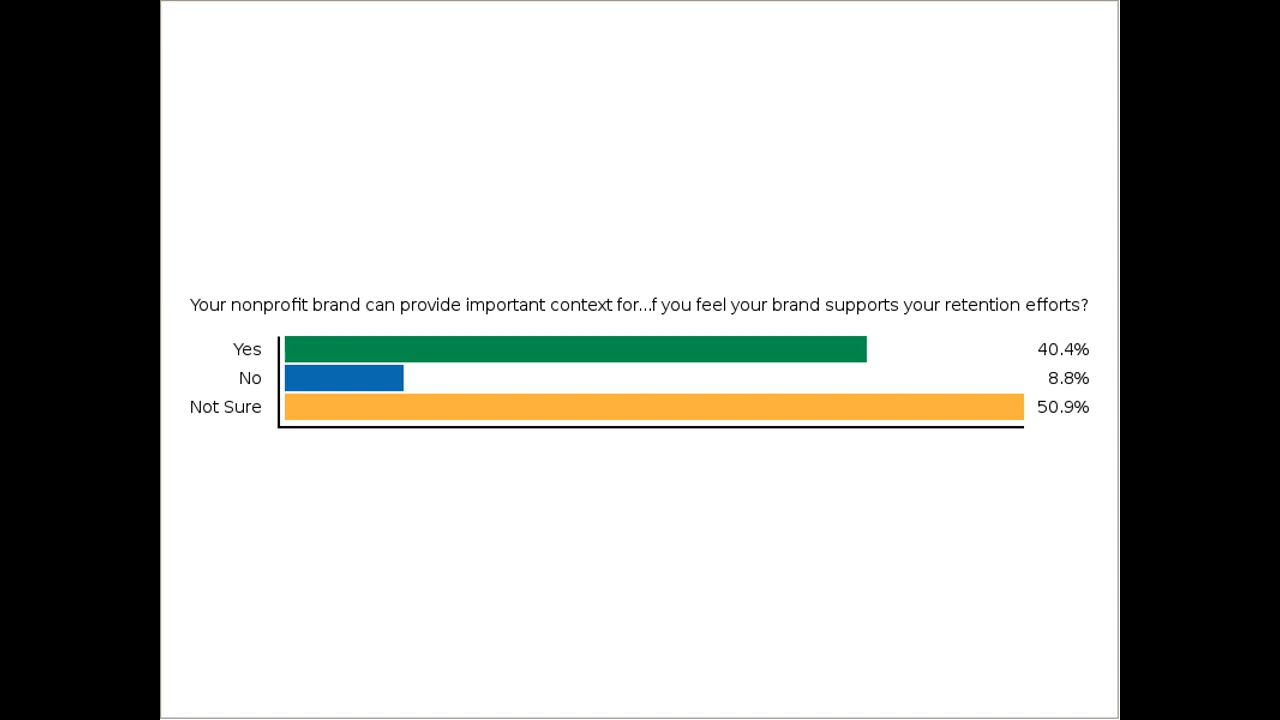 Your nonprofit brand can provide important context for...f you feel your brand supports your retention efforts?
Yes 40.4%
No 8.8%
Not Sure 50.9%